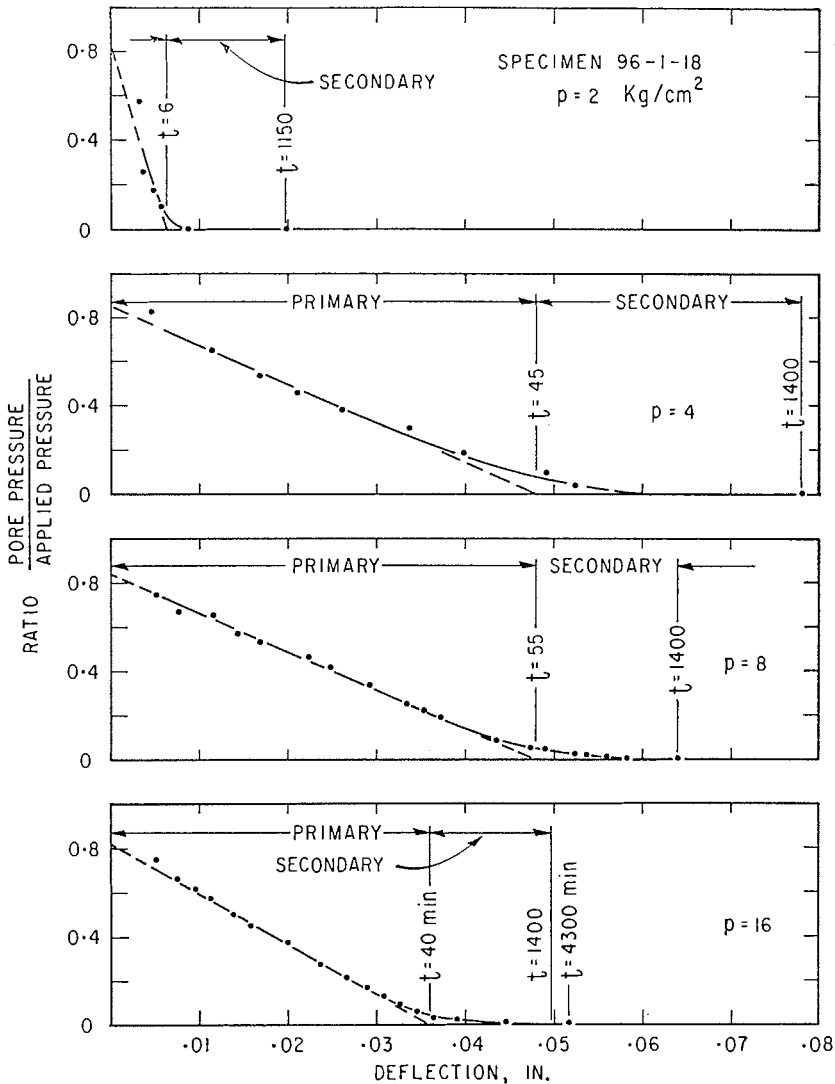 SPECIMEN 96-1-18
p=2 Kg/cm²
SECONDARY
t=6
t=1150
0.8
0.4
0
PRIMARY
SECONDARY
t=45
t=1400
p=4
0.8
0.4
0
PRIMARY
SECONDARY
t=55
t=1400
p=8
0.8
0.4
0
PRIMARY
SECONDARY
t=40 min
t=1400
t=4300 min
p=16
0.8
0.4
0
RATIO PORE PRESSURE
APPLIED PRESSURE
.01 .02 .03 .04 .05 .06 .07 0.08
DEFLECTION, IN.